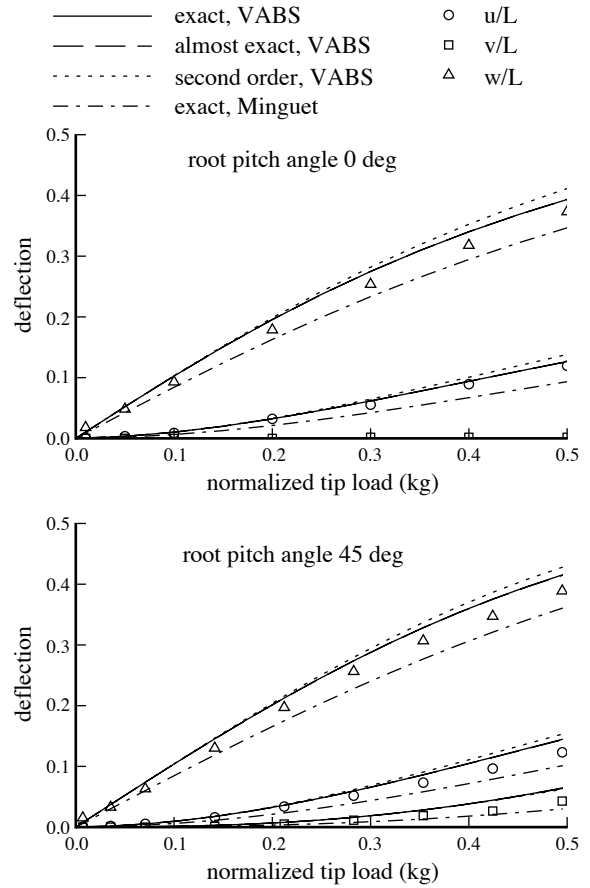 exact, VABS
almost exact, VABS
second order, VABS
exact, Minguet
u/L
v/L
w/L
root pitch angle 0 deg
deflection
0.5
0.4
0.3
0.2
0.1
0.0
0.0 0.1 0.2 0.3 0.4 0.5
normalized tip load (kg)
root pitch angle 45 deg
deflection
0.5
0.4
0.3
0.2
0.1
0.0
0.0 0.1 0.2 0.3 0.4 0.5
normalized tip load (kg)